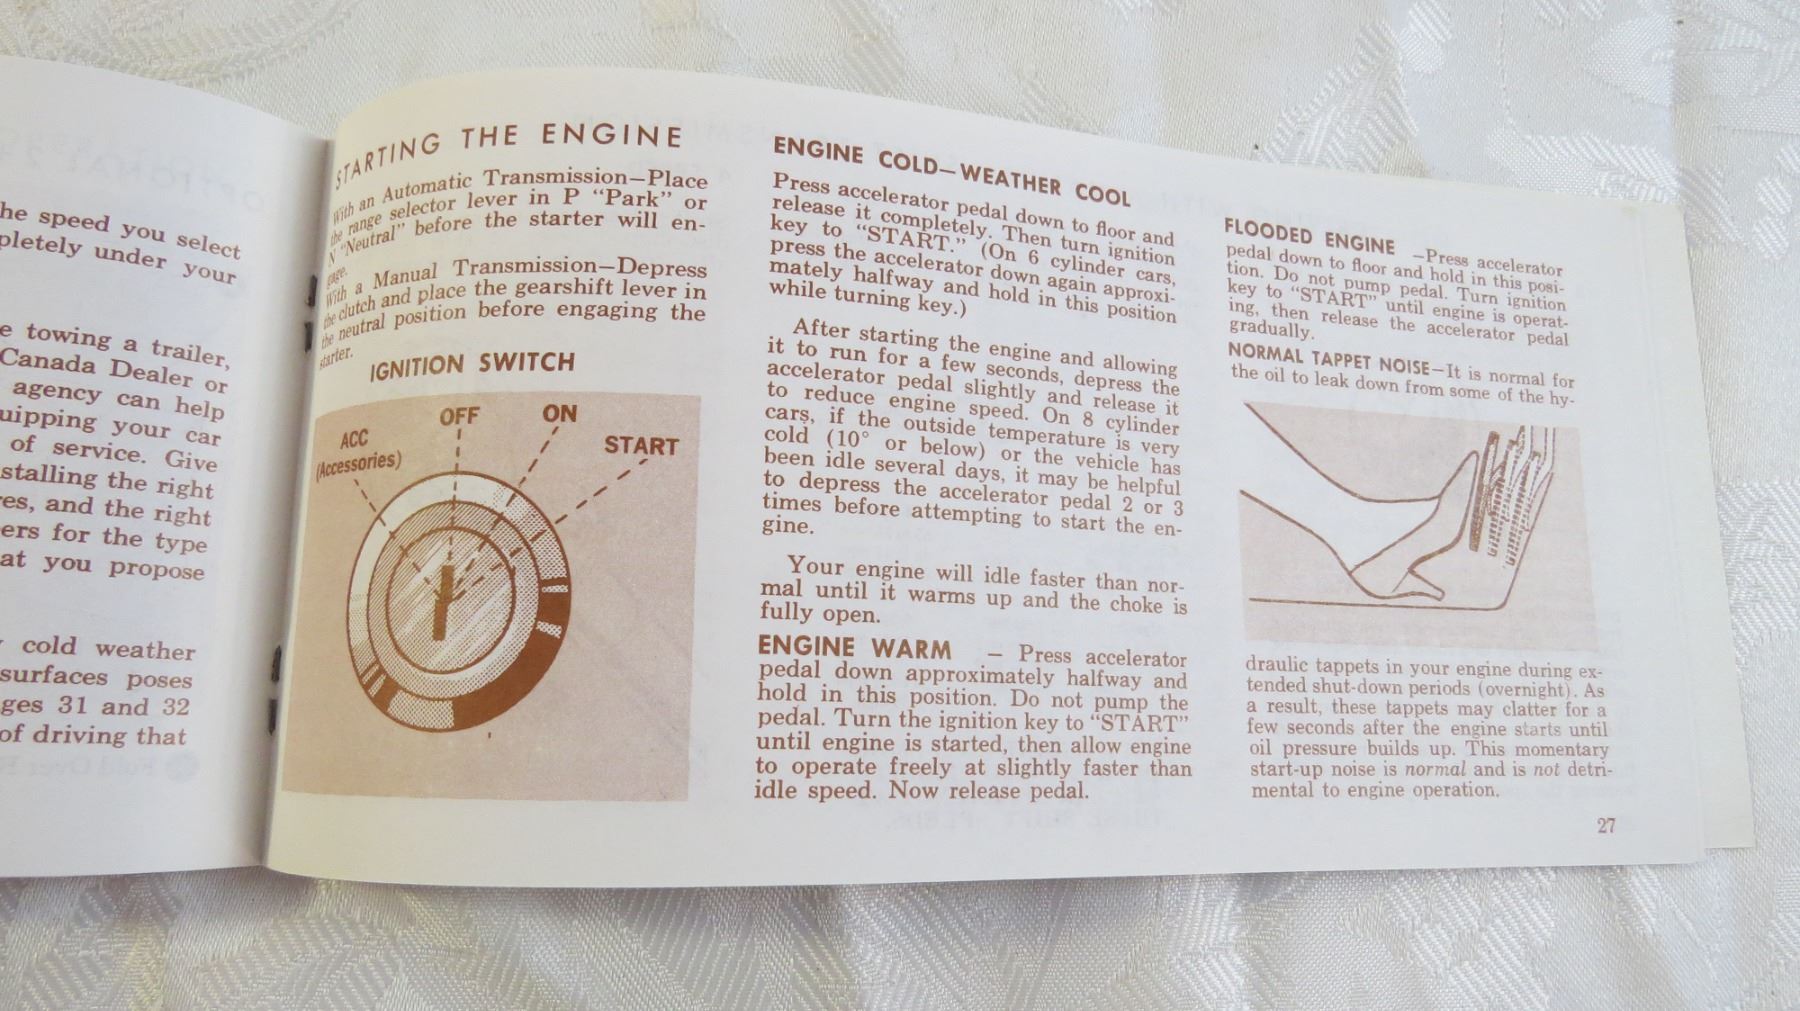 he speed you select
pletely under your
e towing a trailer,
Canada Dealer or
agency can help
uipping your car
of service. Give
stalling the right
res, and the right
ers for the type
at you propose
cold weather
surfaces poses
ges 31 and 32
of driving that
STARTING THE ENGINE
With an Automatic Transmission—Place
the range selector lever in P "Park" or
N "Neutral" before the starter will en-
gage.
With a Manual Transmission—Depress
the clutch and place the gearshift lever in
the neutral position before engaging the
starter.
IGNITION SWITCH
ACC
(Accessories)
OFF
ON
START
ENGINE COLD—WEATHER COOL
Press accelerator pedal down to floor and
release it completely. Then turn ignition
key to "START." (On 6 cylinder cars,
press the accelerator down again approxi-
mately halfway and hold in this position
while turning key.)
After starting the engine and allowing
it to run for a few seconds, depress the
accelerator pedal slightly and release it
to reduce engine speed. On 8 cylinder
cars, if the outside temperature is very
cold (10° or below) or the vehicle has
been idle several days, it may be helpful
to depress the accelerator pedal 2 or 3
times before attempting to start the en-
gine.
Your engine will idle faster than nor-
mal until it warms up and the choke is
fully open.
ENGINE WARM — Press accelerator
pedal down approximately halfway and
hold in this position. Do not pump the
pedal. Turn the ignition key to "START"
until engine is started, then allow engine
to operate freely at slightly faster than
idle speed. Now release pedal.
FLOODED ENGINE —Press accelerator
pedal down to floor and hold in this posi-
tion. Do not pump pedal. Turn ignition
key to "START" until engine is operat-
ing, then release the accelerator pedal
gradually.
NORMAL TAPPET NOISE—It is normal for
the oil to leak down from some of the hy-
draulic tappets in your engine during ex-
tended shut-down periods (overnight). As
a result, these tappets may clatter for a
few seconds after the engine starts until
oil pressure builds up. This momentary
start-up noise is normal and is not detri-
mental to engine operation.
27